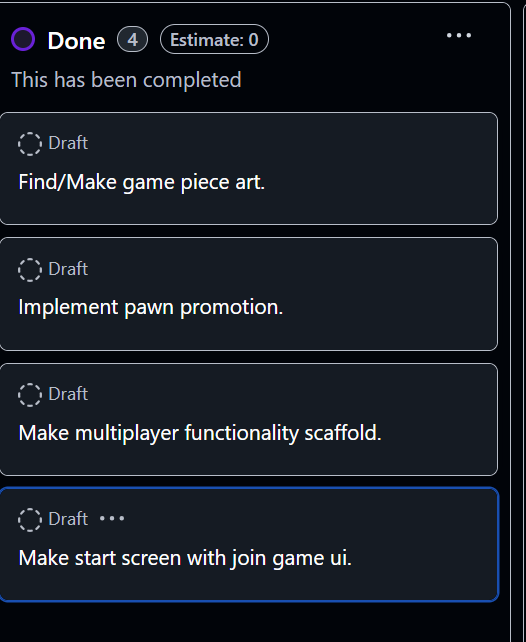 Done 4 Estimate: 0
This has been completed
Draft
Find/Make game piece art.
Draft
Implement pawn promotion.
Draft
Make multiplayer functionality scaffold.
Draft
Make start screen with join game ui.